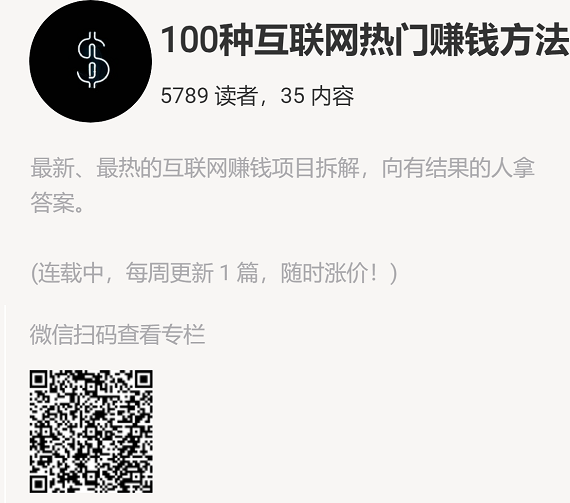 100种互联网热门赚钱方法
5789 读者，35 内容
最新、最热的互联网赚钱项目拆解，向有结果的人拿
答案。
(连载中，每周更新 1 篇，随时涨价！)
微信扫码查看专栏